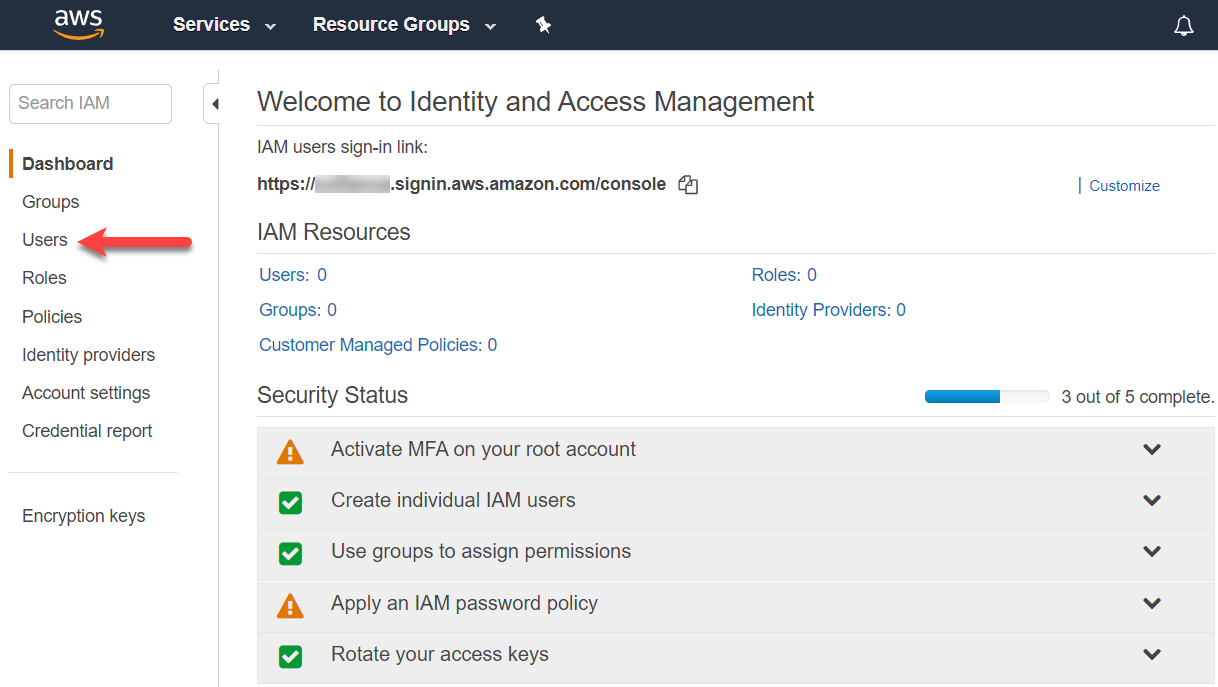 aws Services Resource Groups
Search IAM
Dashboard
Groups
Users
Roles
Policies
Identity providers
Account settings
Credential report
Encryption keys
Welcome to Identity and Access Management
IAM users sign-in link:
https:// .signin.aws.amazon.com/console
Customize
IAM Resources
Users: 0
Roles: 0
Groups: 0
Identity Providers: 0
Customer Managed Policies: 0
Security Status
3 out of 5 complete.
Activate MFA on your root account
Create individual IAM users
Use groups to assign permissions
Apply an IAM password policy
Rotate your access keys